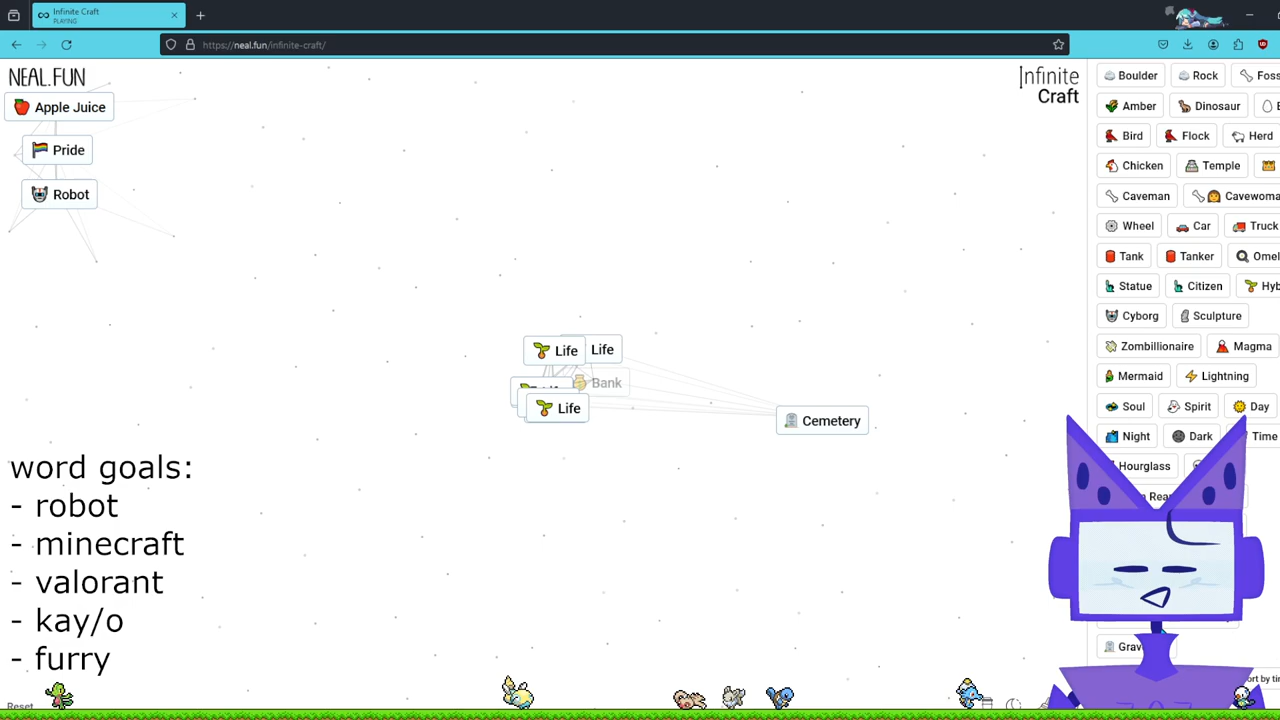 Infinite Craft
PLAYING
https://neal.fun/infinite-craft/
NEAL.FUN
Infinite
Craft
Apple Juice
Pride
Robot
Life
Life
Bank
Life
Cemetery
Boulder Rock
Amber Dinosaur
Bird Flock Herd
Chicken Temple
Caveman
Wheel Car Truck
Tank Tanker
Statue Citizen
Cyborg Sculpture
Zombillionaire Magma
Mermaid Lightning
Soul Spirit Day
Night Dark Time
Hourglass
word goals:
- robot
- minecraft
- valorant
- kay/o
- furry
Reset